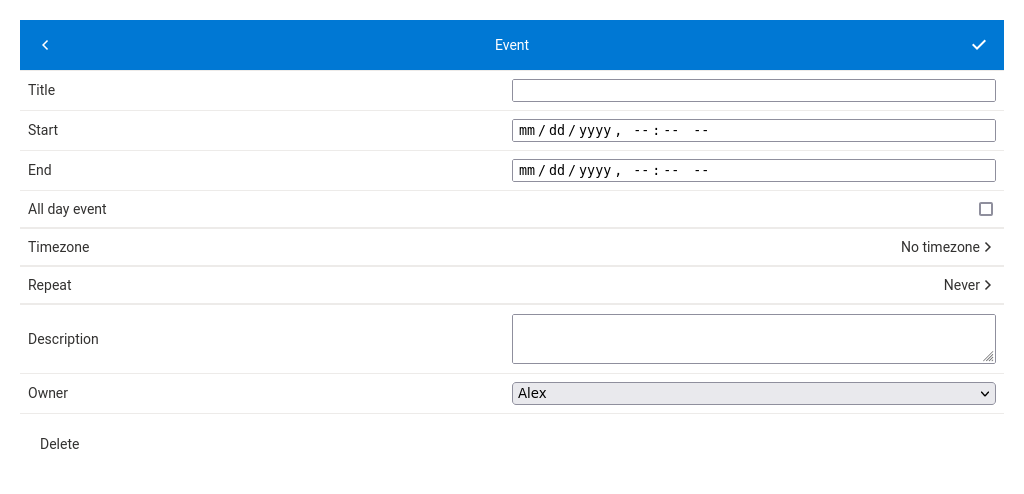 Event
Title
Start mm/dd/yyyy, --:-- --
End mm/dd/yyyy, --:-- --
All day event
Timezone No timezone
Repeat Never
Description
Owner Alex
Delete